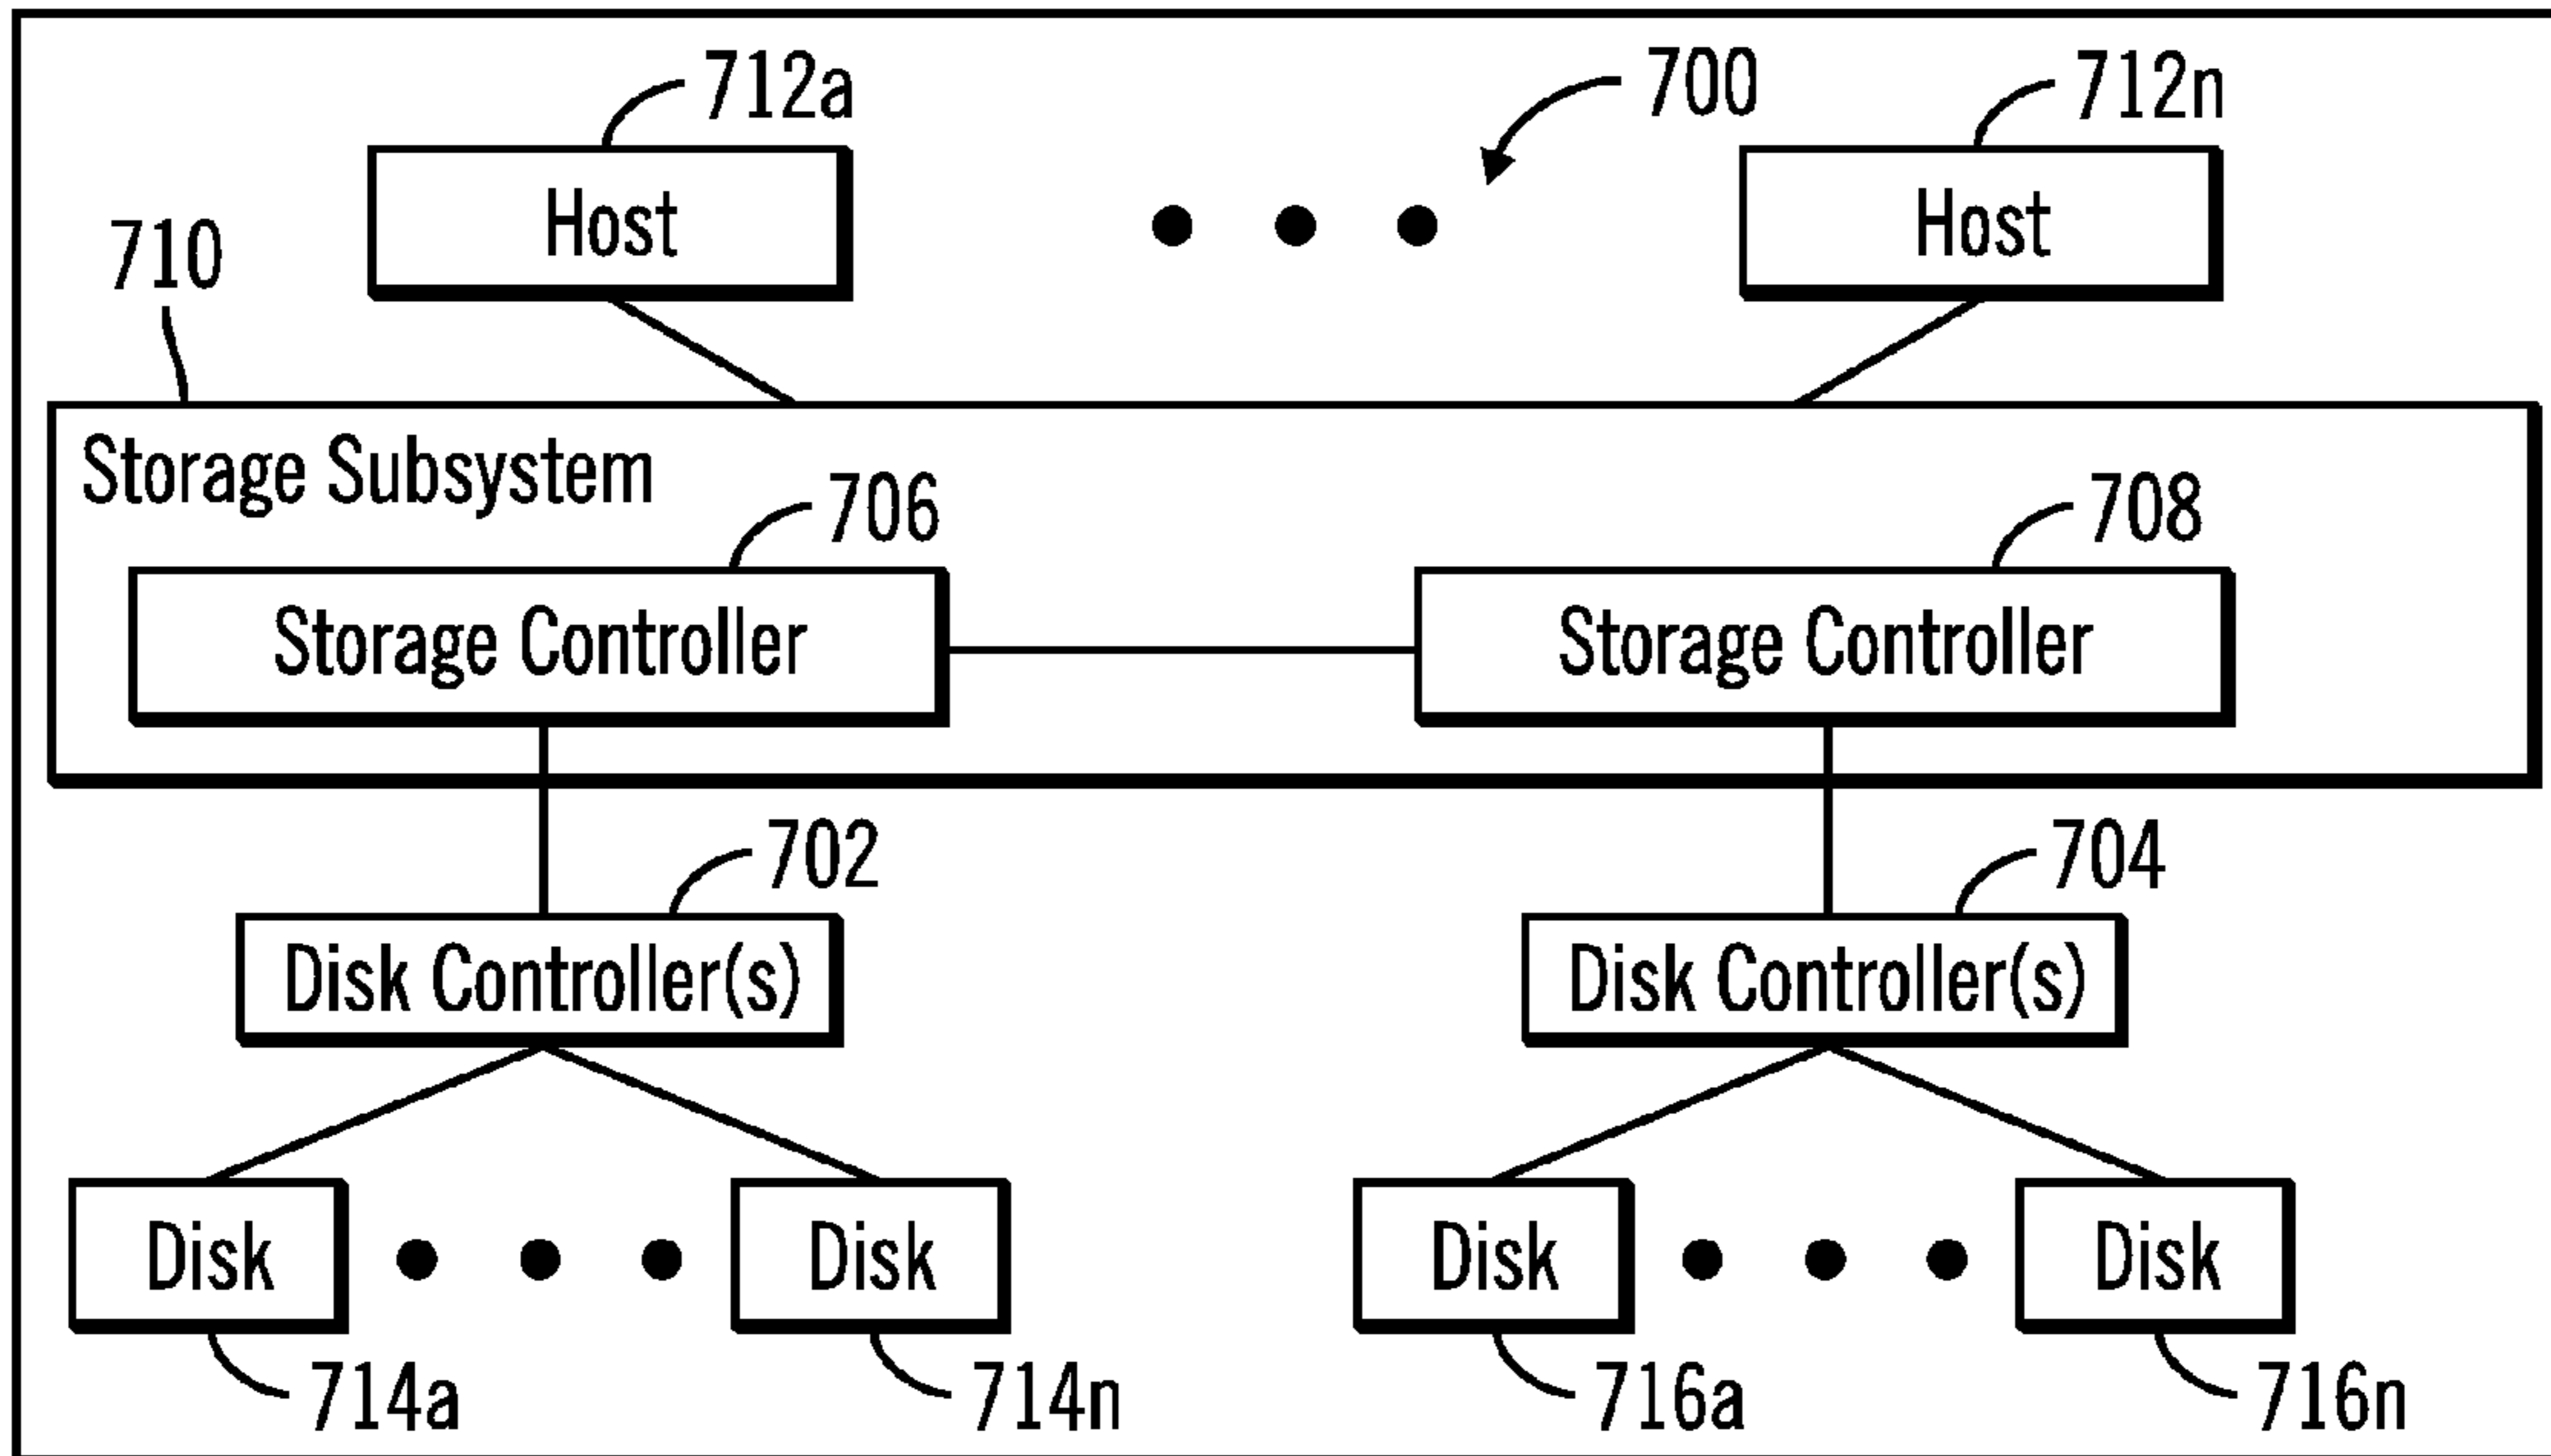 712a
700
712n
Host
Host
710
Storage Subsystem
706
708
Storage Controller
Storage Controller
702
704
Disk Controller(s)
Disk Controller(s)
Disk
Disk
Disk
Disk
714a
714n
716a
716n